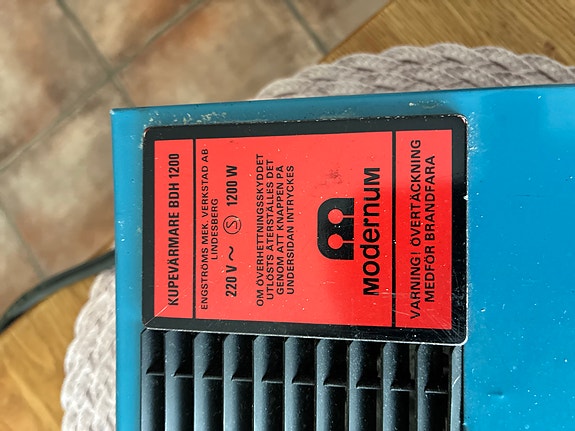 KUPEVÄRMARE BDH 1200
ENGSTRÖMS MEK. VERKSTAD AB
LINDESBERG
220 V ~ Ⓢ 1200 W
OM ÖVERHETTNINGSSKYDDET
UTLÖSTS ÅTERSTÄLLES DET
GENOM ATT KNAPPEN PÅ
UNDERSIDAN INTRYCKES
Modernum
VARNING! ÖVERTÄCKNING
MEDFÖR BRANDFARA